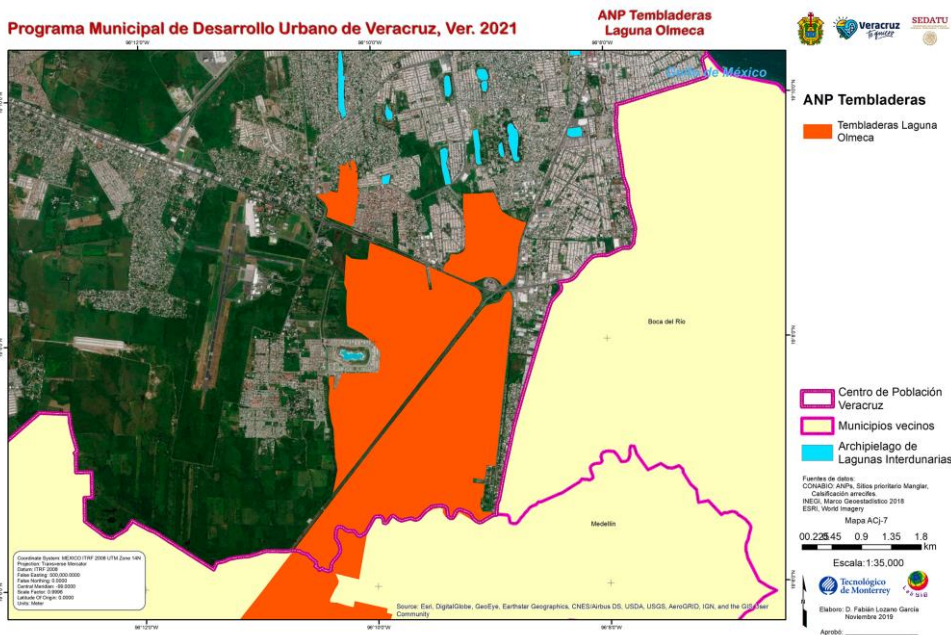 Programa Municipal de Desarrollo Urbano de Veracruz, Ver. 2021
ANP Tembladeras
Laguna Olmeca
Veracruz
SEDATU
de México
ANP Tembladeras
Tembladeras Laguna
Olmeca
Boca del Río
Medellín
Centro de Población
Veracruz
Municipios vecinos
Archipielago de
Lagunas Interdunarias
Fuentes de datos:
CONABIO: ANPs, Sitios prioritario Manglar,
Calsificación arrecifes.
INEGI, Marco Geoestadístico 2018
ESRI, World Imagery
Mapa ACj-7
0.9 1.35 1.8
km
Escala:1:35,000
Tecnológico
de Monterrey
Elaboro: D. Fabián Lozano García
Noviembre 2019
Aprobó:
Coordinate System: MEXICO ITRF 2008 UTM Zone 14N
Projection: Transverse Mercator
Datum: ITRF 2008
False Easting: 500,000.0000
False Northing: 0.0000
Central Meridian: -99.0000
Scale Factor: 0.9996
Latitude Of Origin: 0.0000
Units: Meter
Source: Esri, DigitalGlobe, GeoEye, Earthstar Geographics, CNES/Airbus DS, USDA, USGS, AeroGRID, IGN, and the GIS User
Community